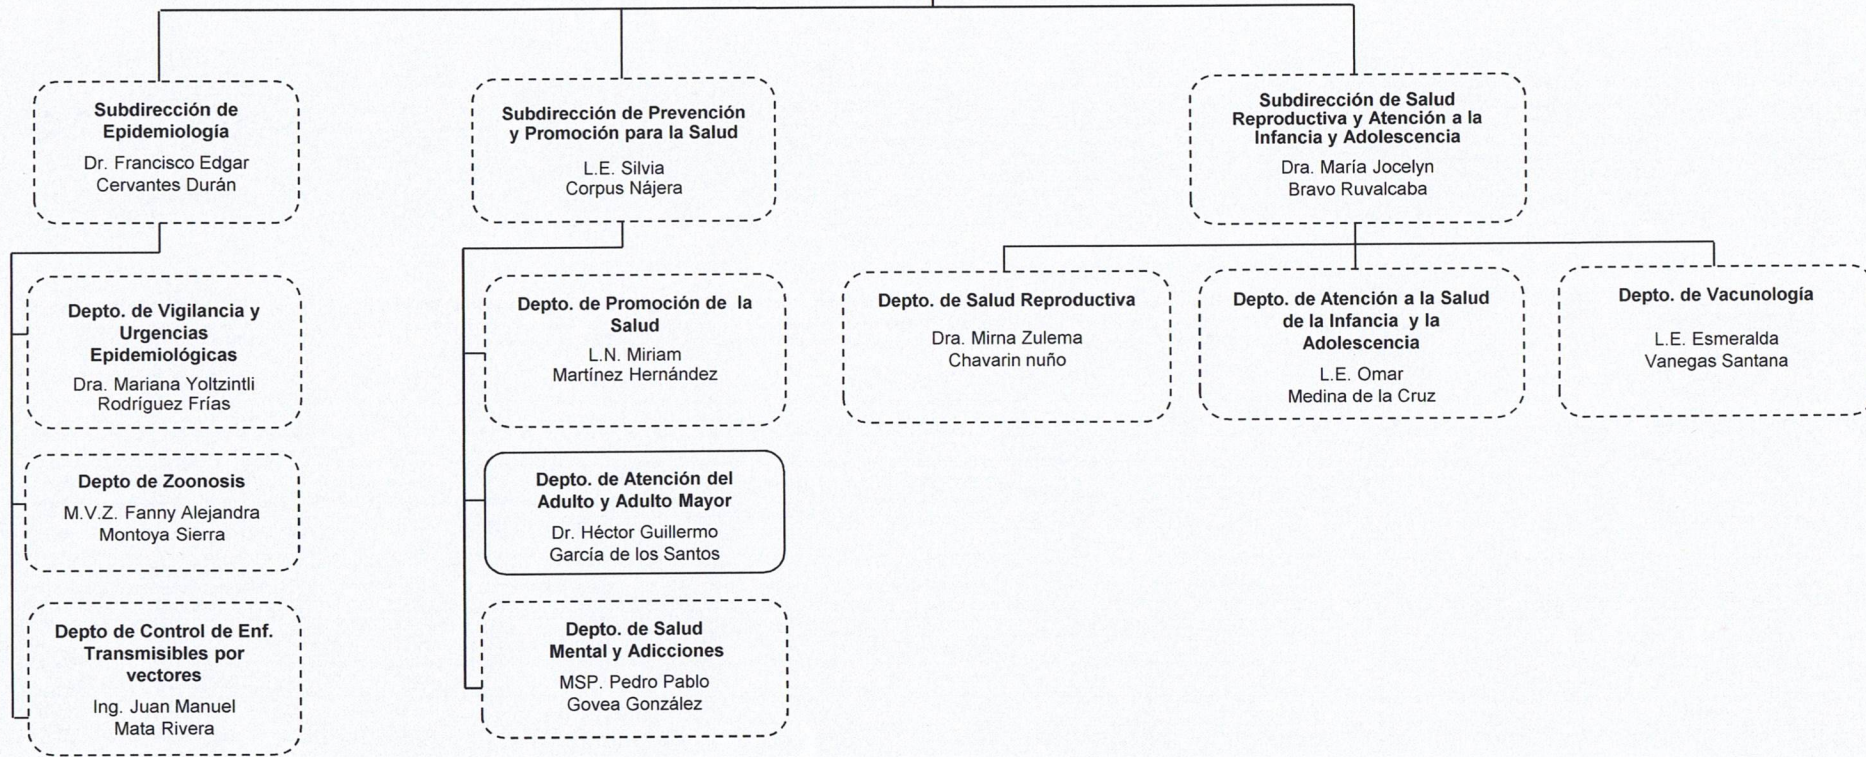 Subdirección de
Epidemiología
Dr. Francisco Edgar
Cervantes Durán
Subdirección de Prevención
y Promoción para la Salud
L.E. Silvia
Corpus Nájera
Subdirección de Salud
Reproductiva y Atención a la
Infancia y Adolescencia
Dra. María Jocelyn
Bravo Ruvalcaba
Depto. de Vigilancia y
Urgencias
Epidemiológicas
Dra. Mariana Yoltzintli
Rodríguez Frías
Depto de Zoonosis
M.V.Z. Fanny Alejandra
Montoya Sierra
Depto de Control de Enf.
Transmisibles por
vectores
Ing. Juan Manuel
Mata Rivera
Depto. de Promoción de la
Salud
L.N. Miriam
Martínez Hernández
Depto. de Atención del
Adulto y Adulto Mayor
Dr. Héctor Guillermo
García de los Santos
Depto. de Salud
Mental y Adicciones
MSP. Pedro Pablo
Govea González
Depto. de Salud Reproductiva
Dra. Mirna Zulema
Chavarin nuño
Depto. de Atención a la Salud
de la Infancia y la
Adolescencia
L.E. Omar
Medina de la Cruz
Depto. de Vacunología
L.E. Esmeralda
Vanegas Santana